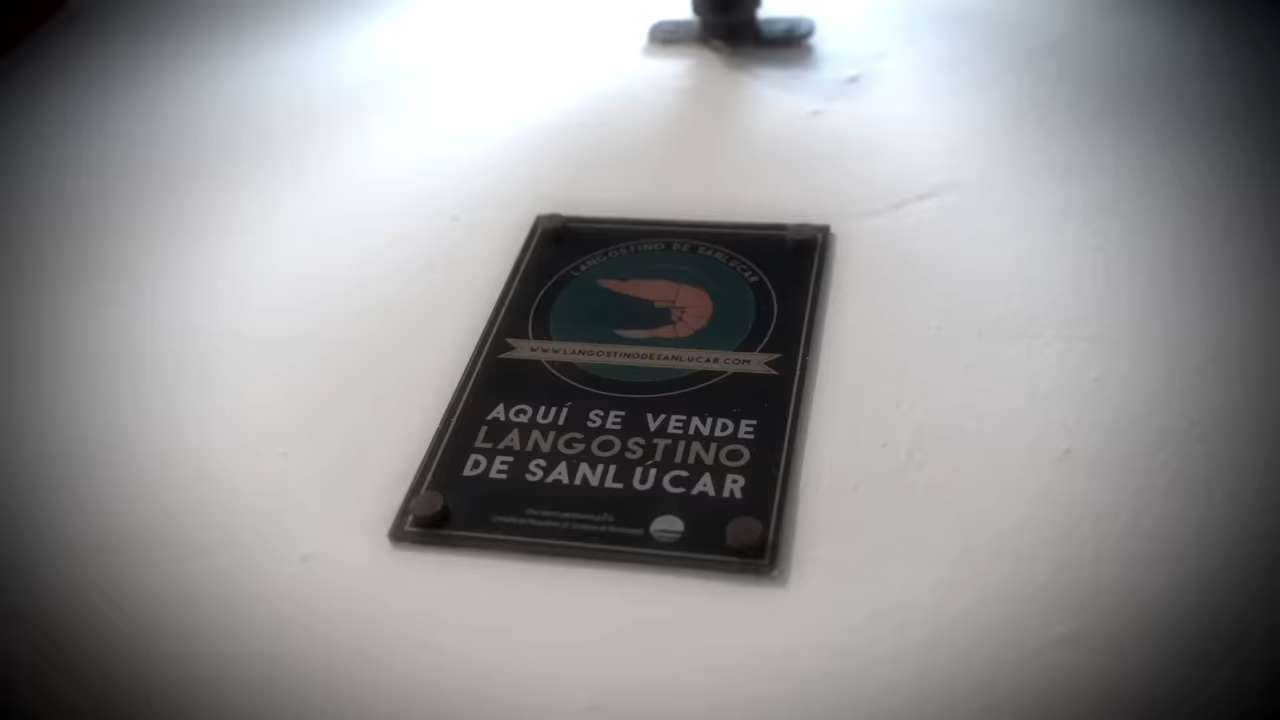 LANGOSTINO DE SANLÚCAR
WWW.LANGOSTINODESANLUCAR.COM
AQUÍ SE VENDE
LANGOSTINO
DE SANLÚCAR